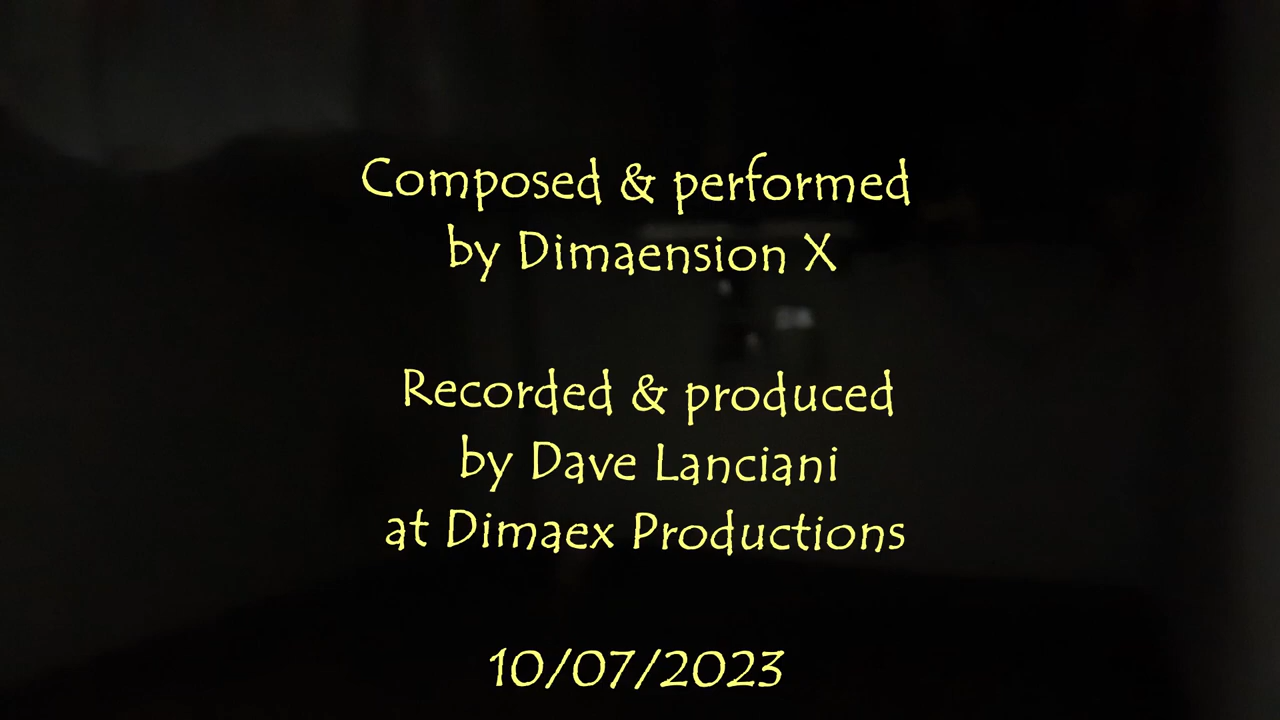 Composed & performed
by Dimaension X
Recorded & produced
by Dave Lanciani
at Dimaex Productions
10/07/2023